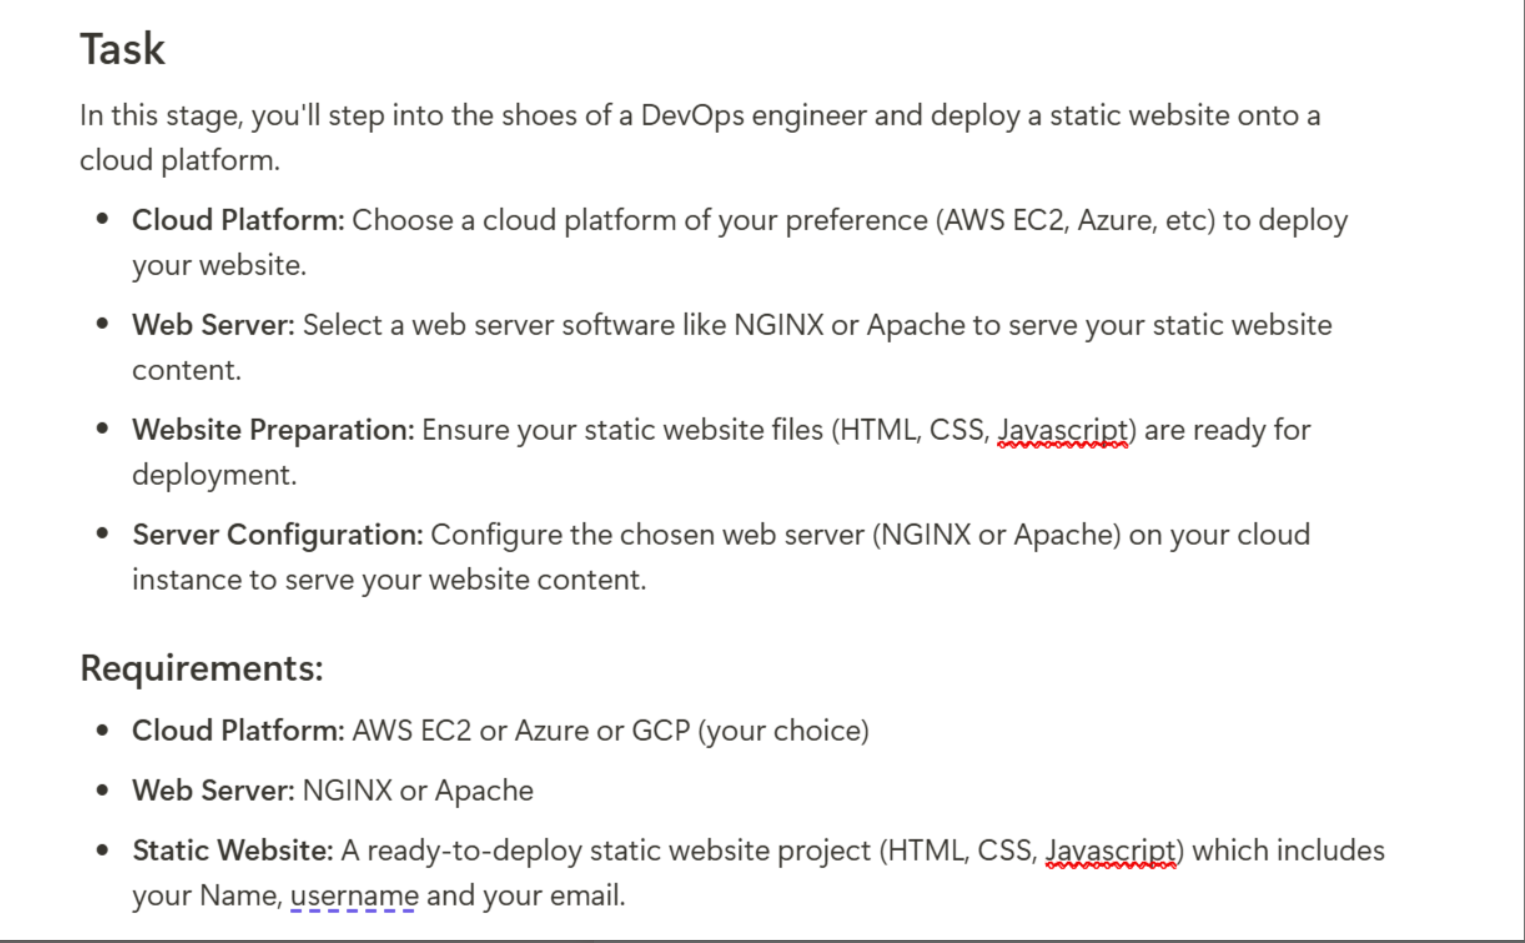 Task
In this stage, you'll step into the shoes of a DevOps engineer and deploy a static website onto a
cloud platform.
• Cloud Platform: Choose a cloud platform of your preference (AWS EC2, Azure, etc) to deploy
your website.
• Web Server: Select a web server software like NGINX or Apache to serve your static website
content.
• Website Preparation: Ensure your static website files (HTML, CSS, Javascript) are ready for
deployment.
• Server Configuration: Configure the chosen web server (NGINX or Apache) on your cloud
instance to serve your website content.
Requirements:
• Cloud Platform: AWS EC2 or Azure or GCP (your choice)
• Web Server: NGINX or Apache
• Static Website: A ready-to-deploy static website project (HTML, CSS, Javascript) which includes
your Name, username and your email.